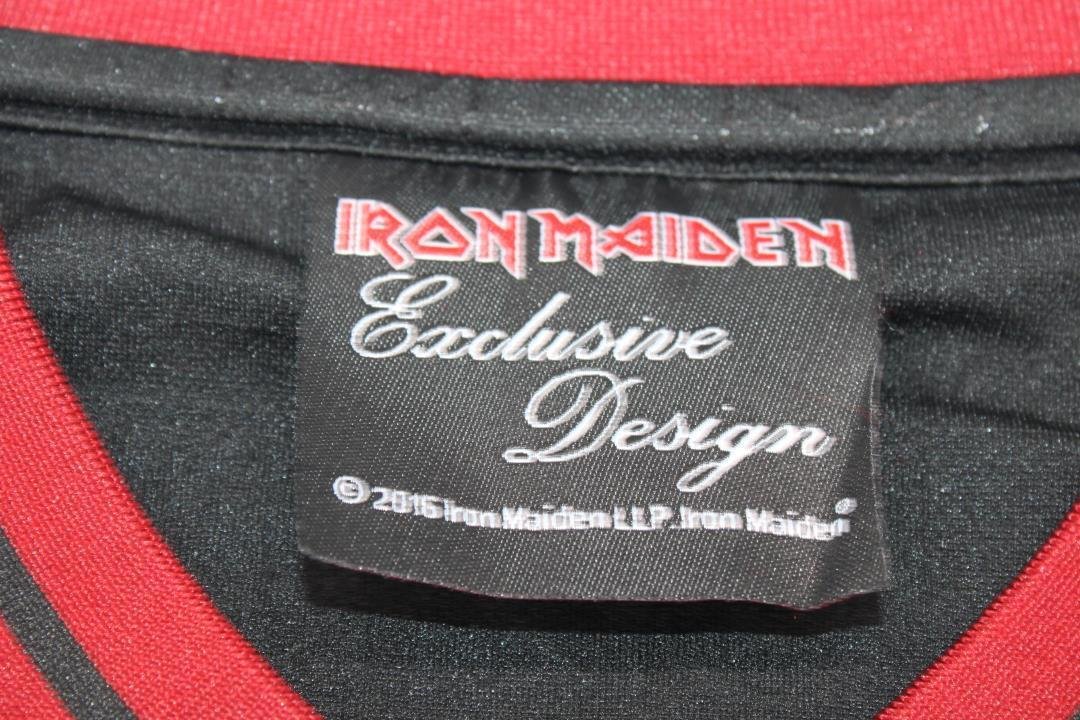 IRON MAIDEN
Exclusive
Design
© 2016 Iron Maiden LLP. Iron Maiden®